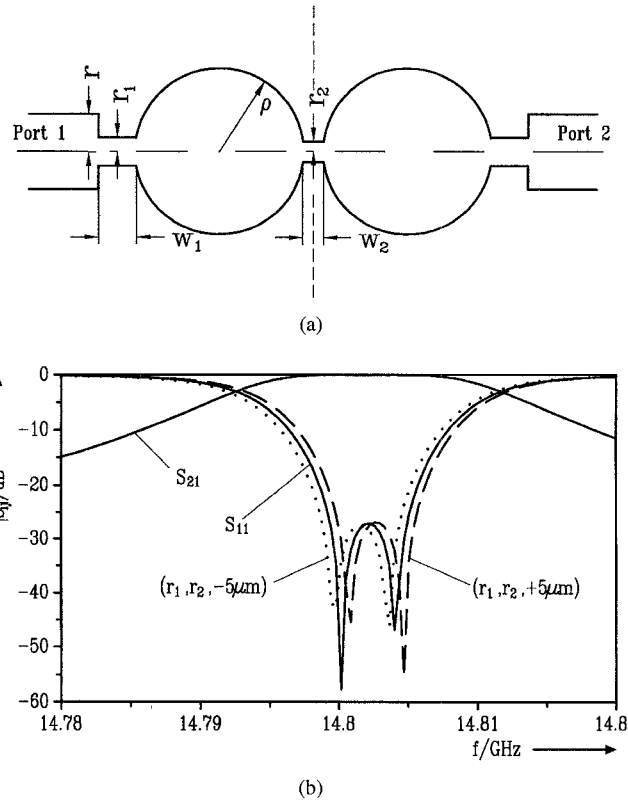 r
r₁
ρ
r₂
Port 1
Port 2
w₁
w₂
(a)
0
-10
-20
-30
-40
-50
-60
S₂₁
S₁₁
(r₁,r₂,-5μm)
(r₁,r₂,+5μm)
14.78
14.79
14.8
14.81
14.8
f/GHz
(b)